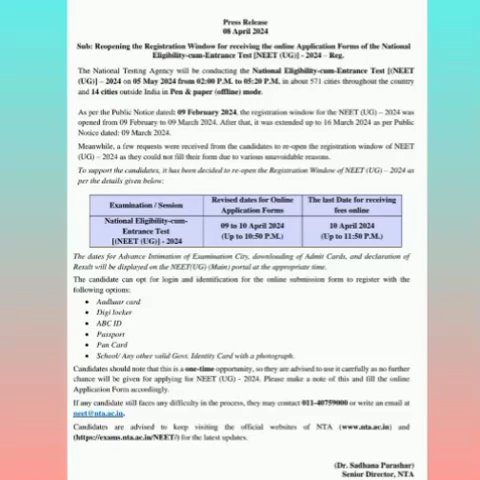 Press Release
08 April 2024
Sub: Reopening the Registration Window for receiving the online Application Forms of the National
Eligibility-cum-Entrance Test [NEET (UG)] - 2024 – Reg.
The National Testing Agency will be conducting the National Eligibility-cum-Entrance Test [(NEET
(UG)] – 2024 on 05 May 2024 from 02:00 P.M. to 05:20 P.M. in about 571 cities throughout the country
and 14 cities outside India in Pen & paper (offline) mode.
As per the Public Notice dated: 09 February 2024, the registration window for the NEET (UG) – 2024 was
opened from 09 February to 09 March 2024. After that, it was extended up to 16 March 2024 as per Public
Notice dated: 09 March 2024.
Meanwhile, a few requests were received from the candidates to re-open the registration window of NEET
(UG) – 2024 as they could not fill their form due to various unavoidable reasons.
To support the candidates, it has been decided to re-open the Registration Window of NEET (UG) – 2024 as
per the details given below:
Examination / Session
Revised dates for Online
Application Forms
The last Date for receiving
fees online
National Eligibility-cum-
Entrance Test
[(NEET (UG)] - 2024
09 to 10 April 2024
(Up to 10:50 P.M.)
10 April 2024
(Up to 11:50 P.M.)
The dates for Advance Intimation of Examination City, downloading of Admit Cards, and declaration of
Result will be displayed on the NEET(UG) (Main) portal at the appropriate time.
The candidate can opt for login and identification for the online submission form to register with the
following options:
• Aadhaar card
• Digi locker
• ABC ID
• Passport
• Pan Card
• School/ Any other valid Govt. Identity Card with a photograph.
Candidates should note that this is a one-time opportunity, so they are advised to use it carefully as no further
chance will be given for applying for NEET (UG) - 2024. Please make a note of this and fill the online
Application Form accordingly.
If any candidate still faces any difficulty in the process, they may contact 011-40759000 or write an email at
neet@nta.ac.in.
Candidates are advised to keep visiting the official websites of NTA (www.nta.ac.in) and
(https://exams.nta.ac.in/NEET/) for the latest updates.
(Dr. Sadhana Parashar)
Senior Director, NTA